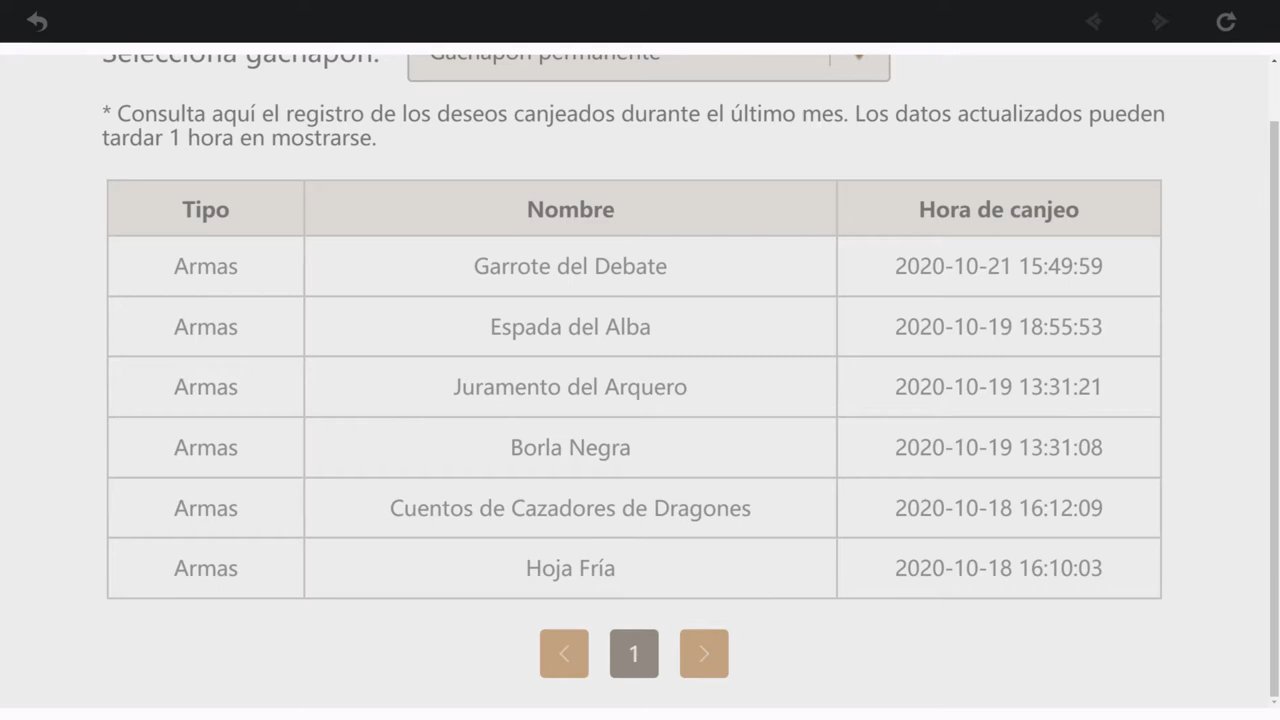 Selecciona gachapón: Gachapón permanente
* Consulta aquí el registro de los deseos canjeados durante el último mes. Los datos actualizados pueden
tardar 1 hora en mostrarse.
Tipo Nombre Hora de canjeo
Armas Garrote del Debate 2020-10-21 15:49:59
Armas Espada del Alba 2020-10-19 18:55:53
Armas Juramento del Arquero 2020-10-19 13:31:21
Armas Borla Negra 2020-10-19 13:31:08
Armas Cuentos de Cazadores de Dragones 2020-10-18 16:12:09
Armas Hoja Fría 2020-10-18 16:10:03
1